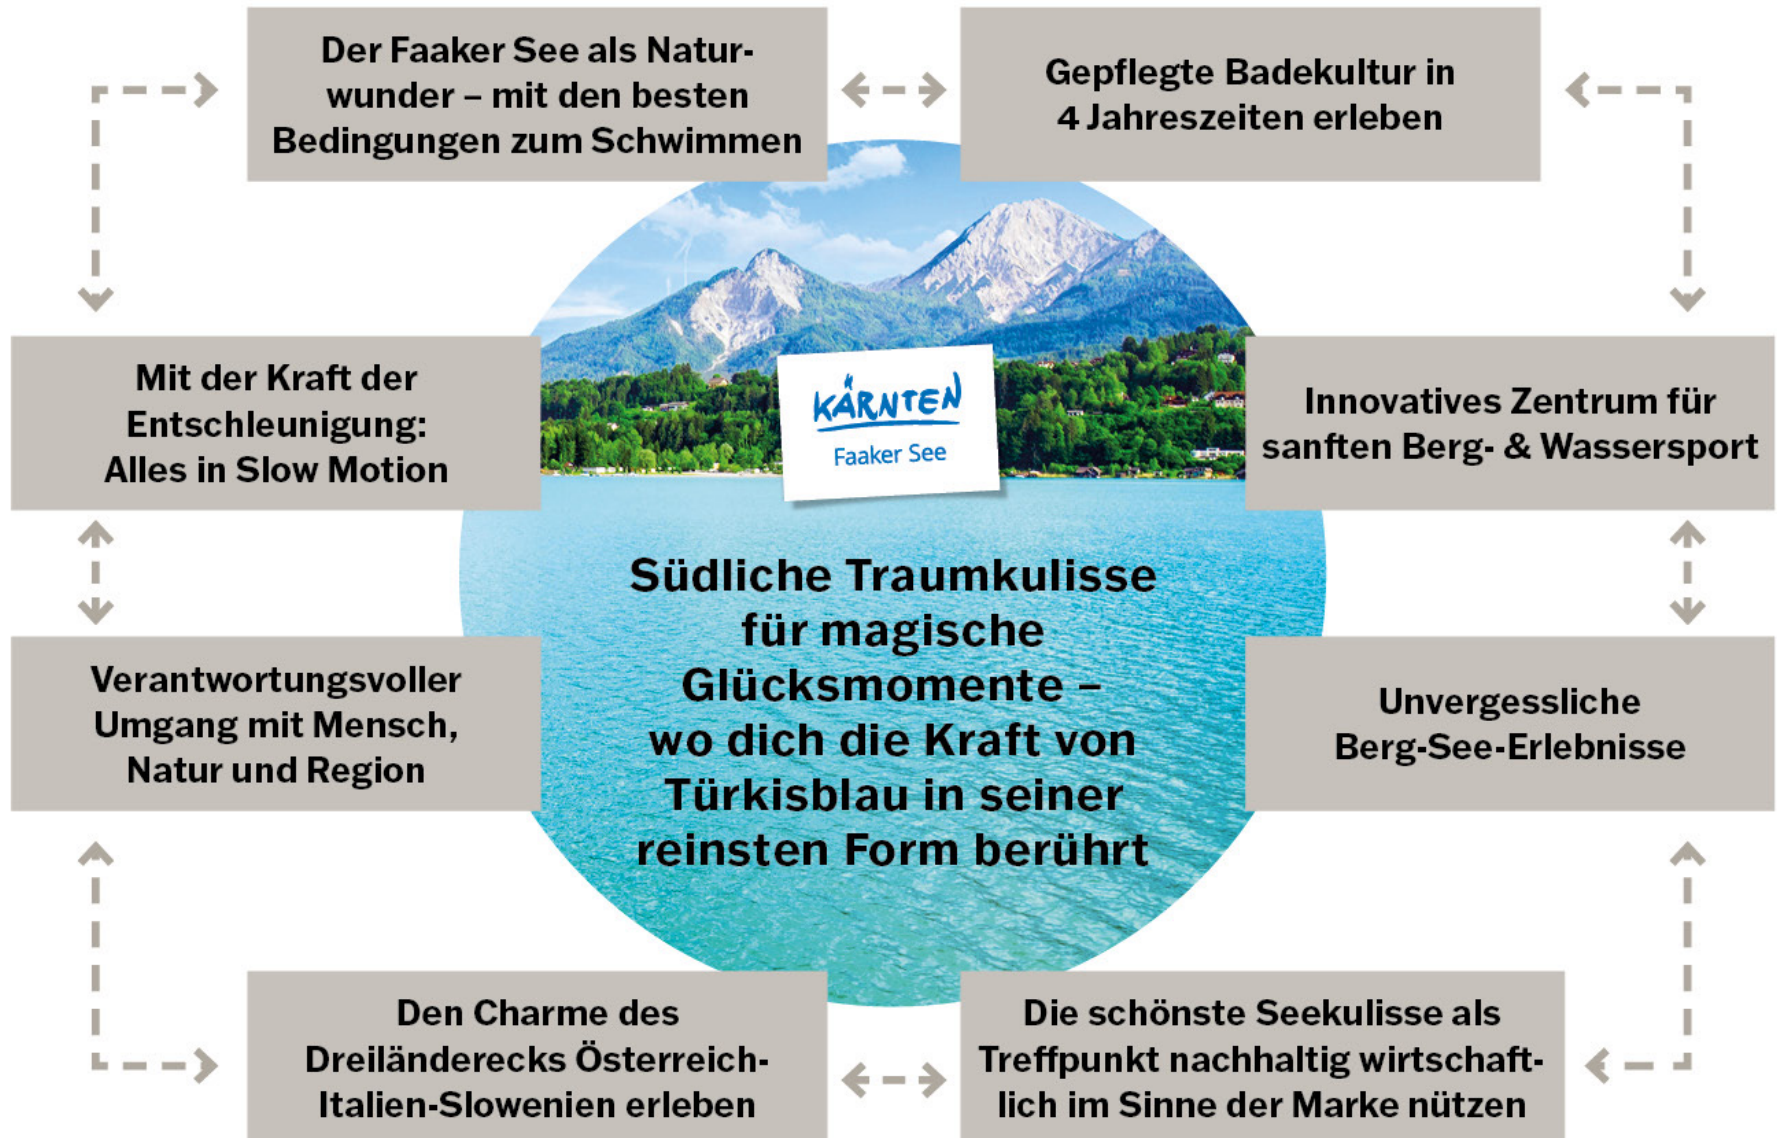 Der Faaker See als Natur-
wunder – mit den besten
Bedingungen zum Schwimmen
Gepflegte Badekultur in
4 Jahreszeiten erleben
Mit der Kraft der
Entschleunigung:
Alles in Slow Motion
KÄRNTEN
Faaker See
Innovatives Zentrum für
sanften Berg- & Wassersport
Südliche Traumkulisse
für magische
Glücksmomente –
wo dich die Kraft von
Türkisblau in seiner
reinsten Form berührt
Verantwortungsvoller
Umgang mit Mensch,
Natur und Region
Unvergessliche
Berg-See-Erlebnisse
Den Charme des
Dreiländerecks Österreich-
Italien-Slowenien erleben
Die schönste Seekulisse als
Treffpunkt nachhaltig wirtschaft-
lich im Sinne der Marke nützen